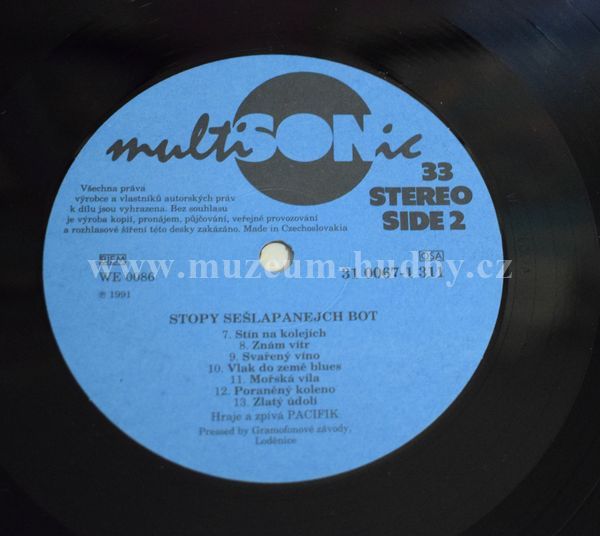 multiSONic
33
STEREO
SIDE 2
Všechna práva
výrobce a vlastníků autorských práv
k dílu jsou vyhrazena. Bez souhlasu
je výroba kopií, pronájem, půjčování, veřejné provozování
a rozhlasové šíření této desky zakázáno. Made in Czechoslovakia
www.muzeum-hudby.cz
BIEM
OSA
WE 0086
31 0067-1 311
℗ 1991
STOPY SEŠLAPANEJCH BOT
7. Stín na kolejích
8. Znám vítr
9. Svařený víno
10. Vlak do země blues
11. Mořská víla
12. Poraněný koleno
13. Zlatý údolí
Hraje a zpívá PACIFIK
Pressed by Gramofonové závody,
Loděnice